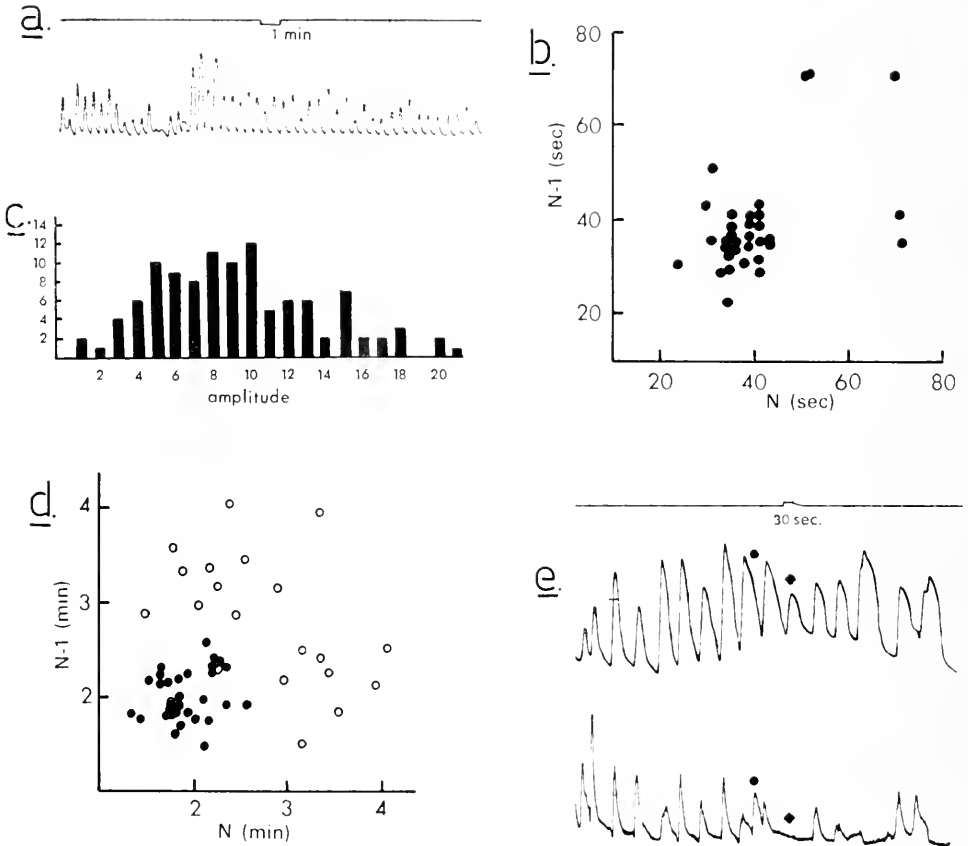 a.
1 min
b.
80
60
40
20
N-1 (sec)
20 40 60 80
N (sec)
c.
14
12
10
8
6
4
2
2 4 6 8 10 12 14 16 18 20
amplitude
d.
4
3
2
N-1 (min)
2 3 4
N (min)
e.
30 sec.